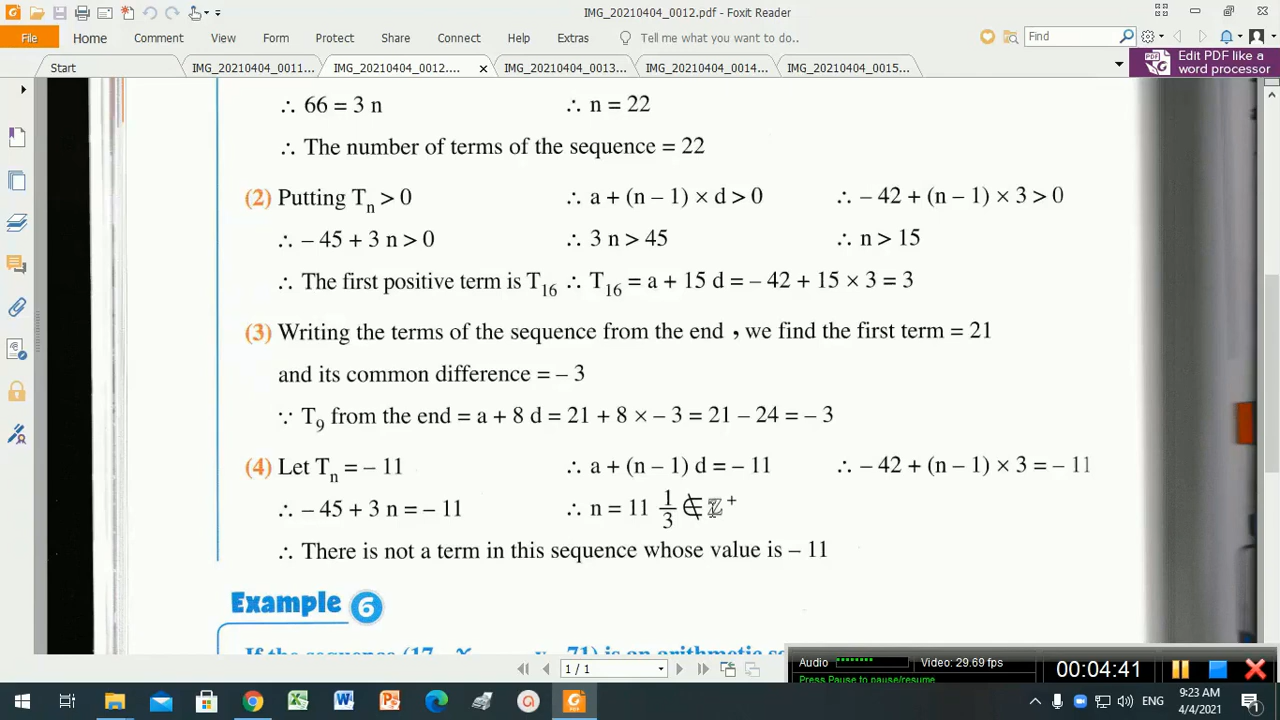 IMG_20210404_0012.pdf - Foxit Reader
File Home Comment View Form Protect Share Connect Help Extras Tell me what you want to do... Find
Start IMG_20210404_0011... IMG_20210404_0012.... IMG_20210404_0013... IMG_20210404_0014... IMG_20210404_0015...
Edit PDF like a
word processor
∴ 66 = 3 n ∴ n = 22
∴ The number of terms of the sequence = 22
(2) Putting Tₙ > 0 ∴ a + (n – 1) × d > 0 ∴ – 42 + (n – 1) × 3 > 0
∴ – 45 + 3 n > 0 ∴ 3 n > 45 ∴ n > 15
∴ The first positive term is T₁₆ ∴ T₁₆ = a + 15 d = – 42 + 15 × 3 = 3
(3) Writing the terms of the sequence from the end , we find the first term = 21
and its common difference = – 3
∵ T₉ from the end = a + 8 d = 21 + 8 × – 3 = 21 – 24 = – 3
(4) Let Tₙ = – 11 ∴ a + (n – 1) d = – 11 ∴ – 42 + (n – 1) × 3 = – 11
∴ – 45 + 3 n = – 11 ∴ n = 11 1/3 ∉ ℤ⁺
∴ There is not a term in this sequence whose value is – 11
Example 6
1 / 1
Audio Video: 29.69 fps 00:04:41
Press Pause to pause/resume
ENG 9:23 AM
4/4/2021